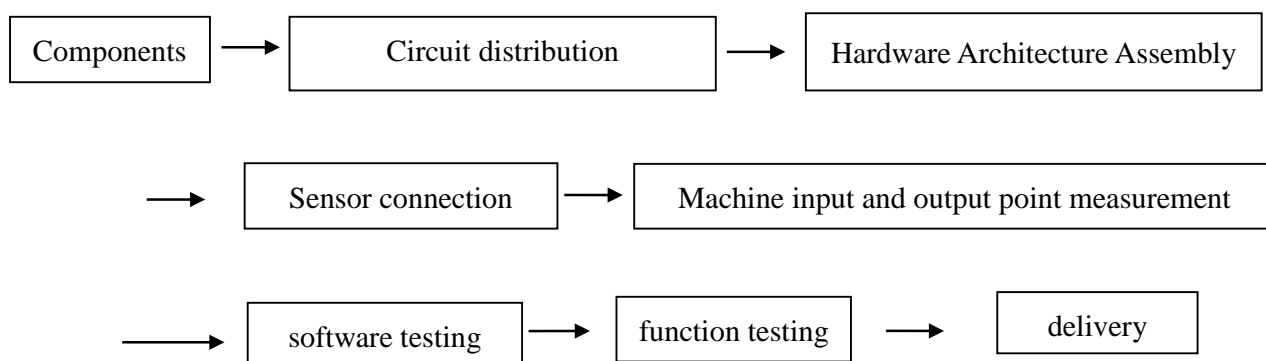 Components
Circuit distribution
Hardware Architecture Assembly
Sensor connection
Machine input and output point measurement
software testing
function testing
delivery